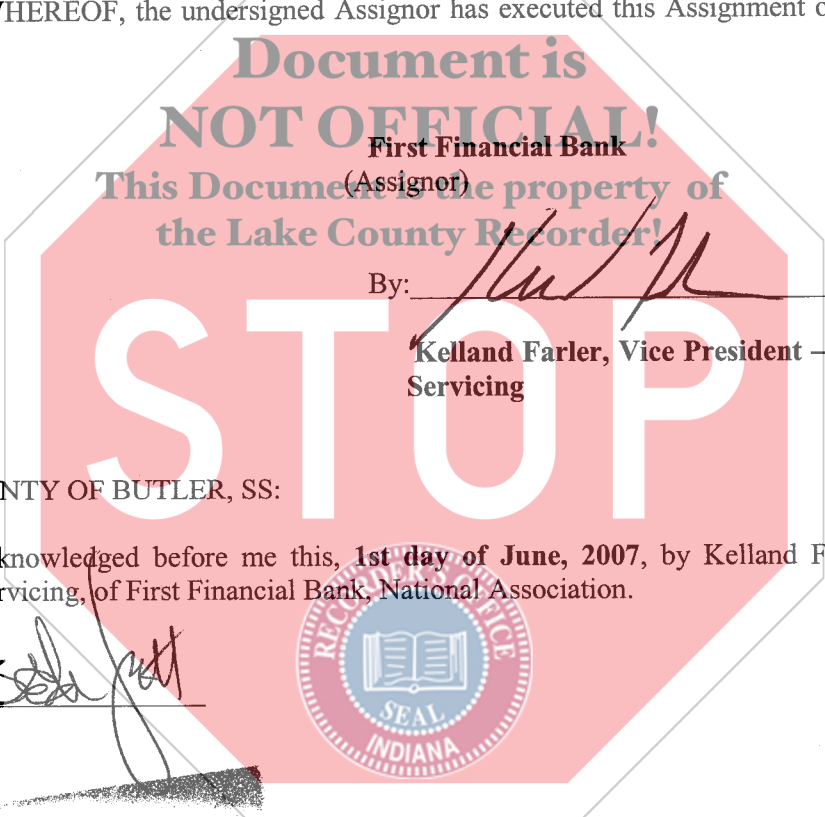 WHEREOF, the undersigned Assignor has executed this Assignment o
Document is
NOT OFFICIAL!
First Financial Bank
This Document is the property of
(Assignor)
the Lake County Recorder!
By:
Kelland Farler, Vice President –
Servicing
STOP
NTY OF BUTLER, SS:
knowledged before me this, 1st day of June, 2007, by Kelland F
rvicing, of First Financial Bank, National Association.
RECORDER'S OFFICE
SEAL
INDIANA